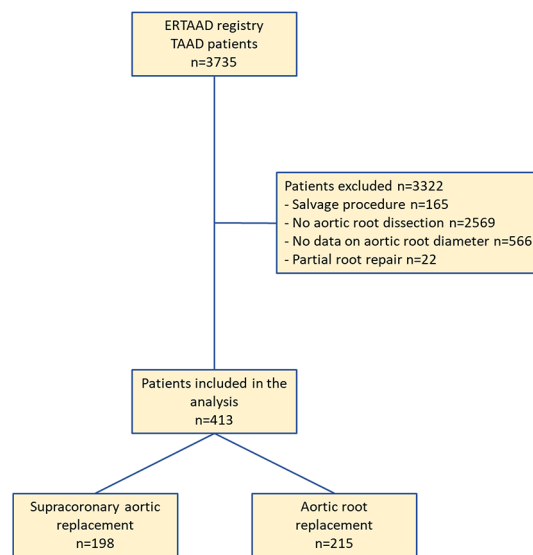 ERTAAD registry
TAAD patients
n=3735
Patients excluded n=3322
- Salvage procedure n=165
- No aortic root dissection n=2569
- No data on aortic root diameter n=566
- Partial root repair n=22
Patients included in the
analysis
n=413
Supracoronary aortic
replacement
n=198
Aortic root
replacement
n=215